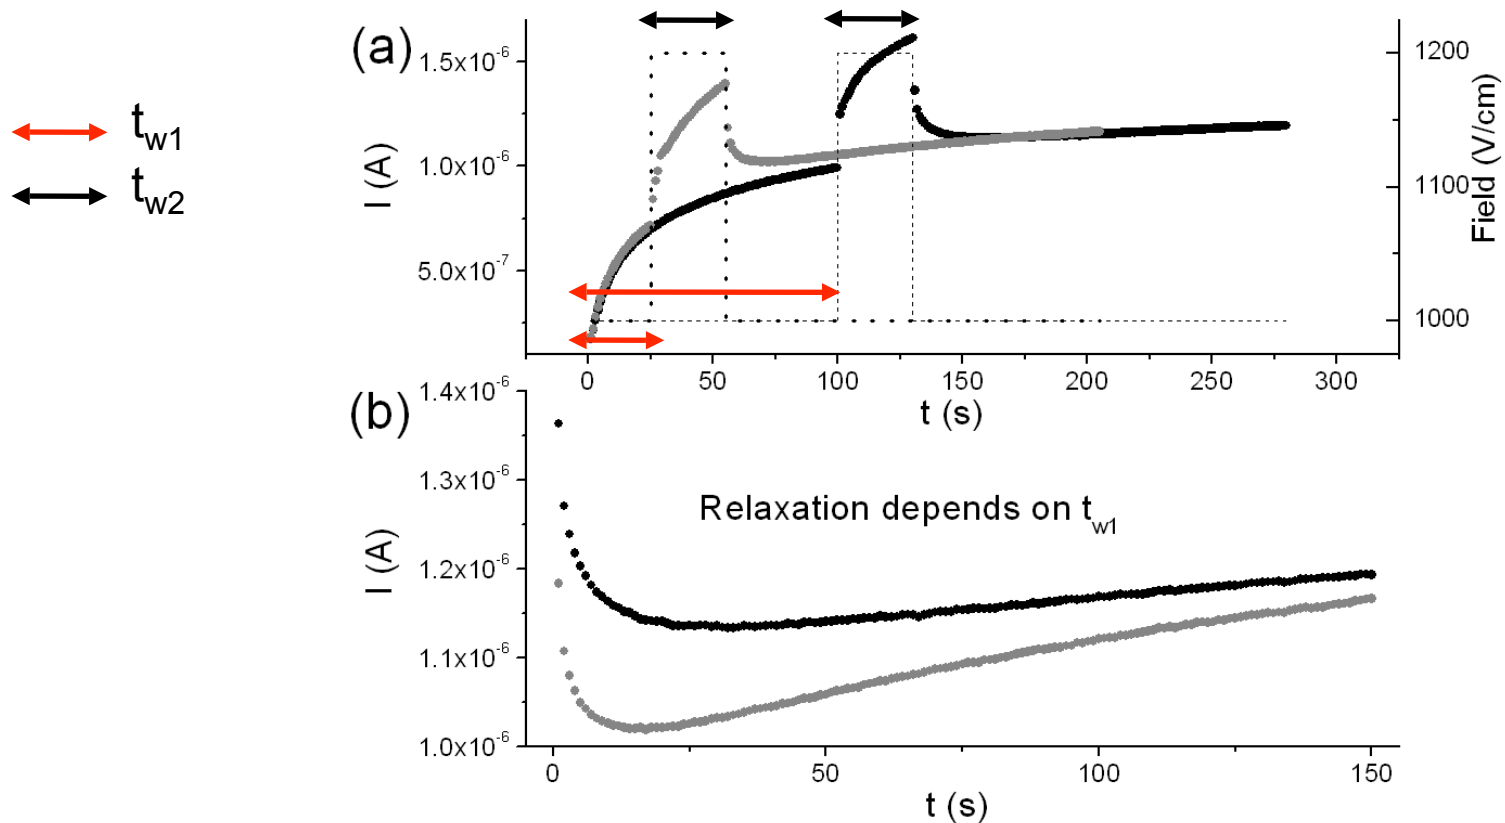 (a)
t_w1
t_w2
I (A)
1.5x10^-6
1.0x10^-6
5.0x10^-7
1200
1100
1000
Field (V/cm)
0 50 100 150 200 250 300
t (s)
(b)
I (A)
1.4x10^-6
1.3x10^-6
1.2x10^-6
1.1x10^-6
1.0x10^-6
Relaxation depends on t_w1
0 50 100 150
t (s)